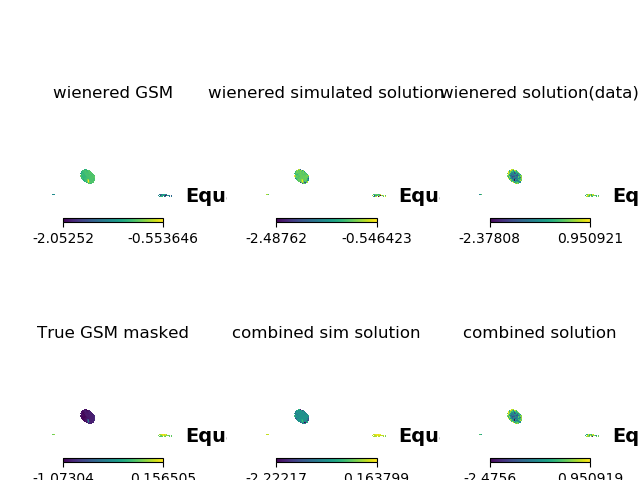 wienered GSM
wienered simulated solution
wienered solution(data)
Equ
Equ
Eq
-2.05252 -0.553646
-2.48762 -0.546423
-2.37808 0.950921
True GSM masked
combined sim solution
combined solution
Equ
Equ
Eq
-1.07304 0.156505
-2.22217 0.163799
-2.4756 0.950919